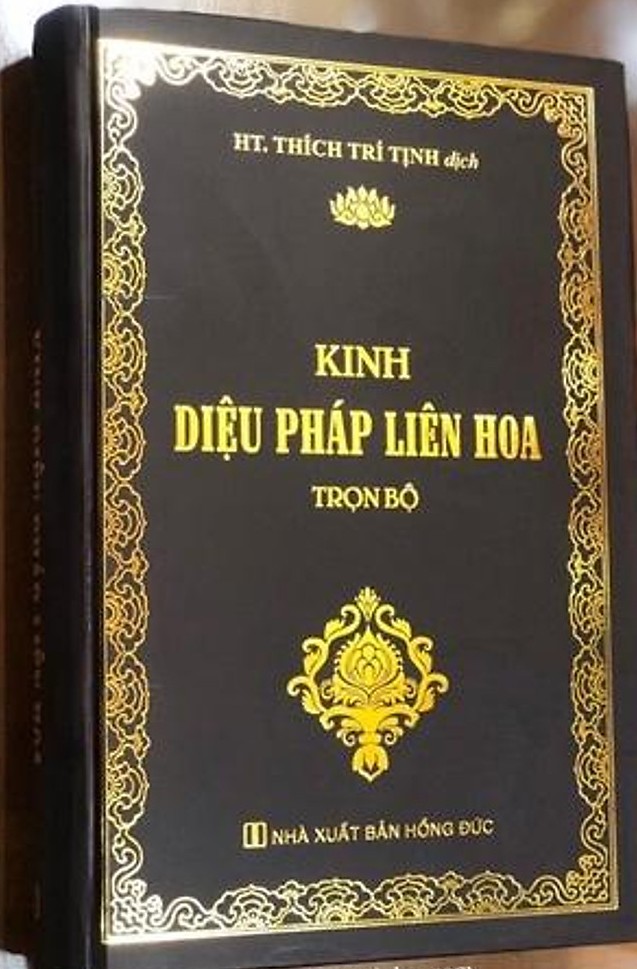 HT. THÍCH TRÍ TỊNH dịch
KINH
DIỆU PHÁP LIÊN HOA
TRỌN BỘ
NHÀ XUẤT BẢN HỒNG ĐỨC